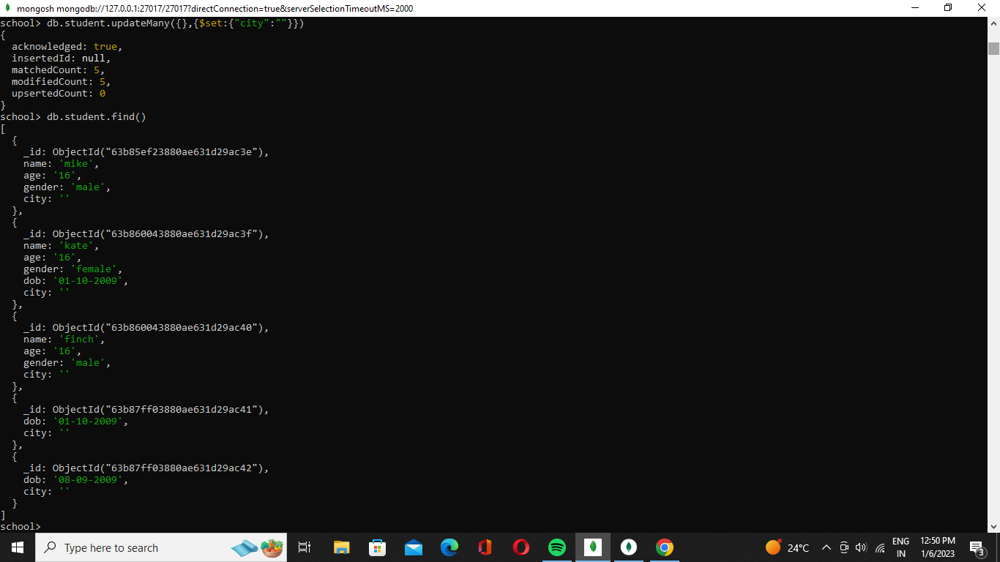 mongosh mongodb://127.0.0.1:27017/27017?directConnection=true&serverSelectionTimeoutMS=2000
school> db.student.updateMany({},{$set:{"city":""}})
{
  acknowledged: true,
  insertedId: null,
  matchedCount: 5,
  modifiedCount: 5,
  upsertedCount: 0
}
school> db.student.find()
[
  {
    _id: ObjectId("63b85ef23880ae631d29ac3e"),
    name: 'mike',
    age: '16',
    gender: 'male',
    city: ''
  },
  {
    _id: ObjectId("63b860043880ae631d29ac3f"),
    name: 'kate',
    age: '16',
    gender: 'female',
    dob: '01-10-2009',
    city: ''
  },
  {
    _id: ObjectId("63b860043880ae631d29ac40"),
    name: 'finch',
    age: '16',
    gender: 'male',
    city: ''
  },
  {
    _id: ObjectId("63b87ff03880ae631d29ac41"),
    dob: '01-10-2009',
    city: ''
  },
  {
    _id: ObjectId("63b87ff03880ae631d29ac42"),
    dob: '08-09-2009',
    city: ''
  }
]
school>
Type here to search
24°C
ENG
IN
12:50 PM
1/6/2023
3